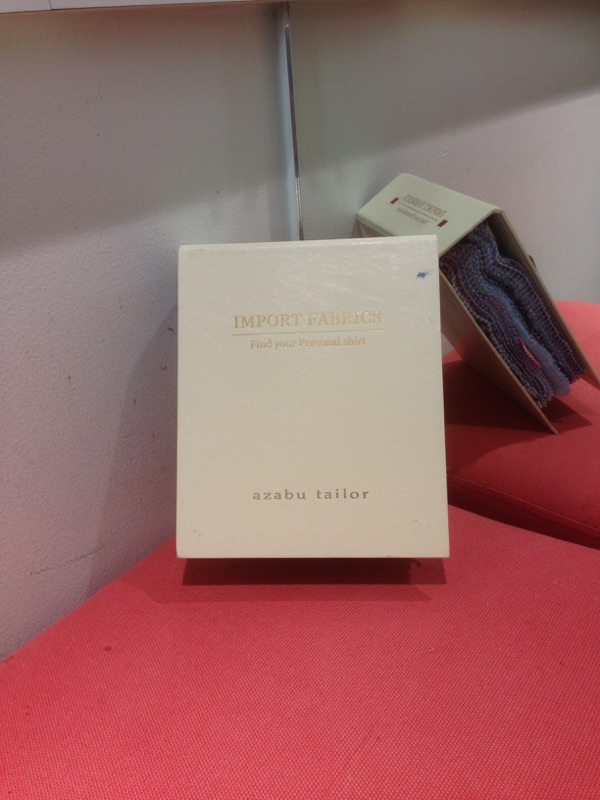 IMPORT FABRICS
Find your Personal shirt
azabu tailor